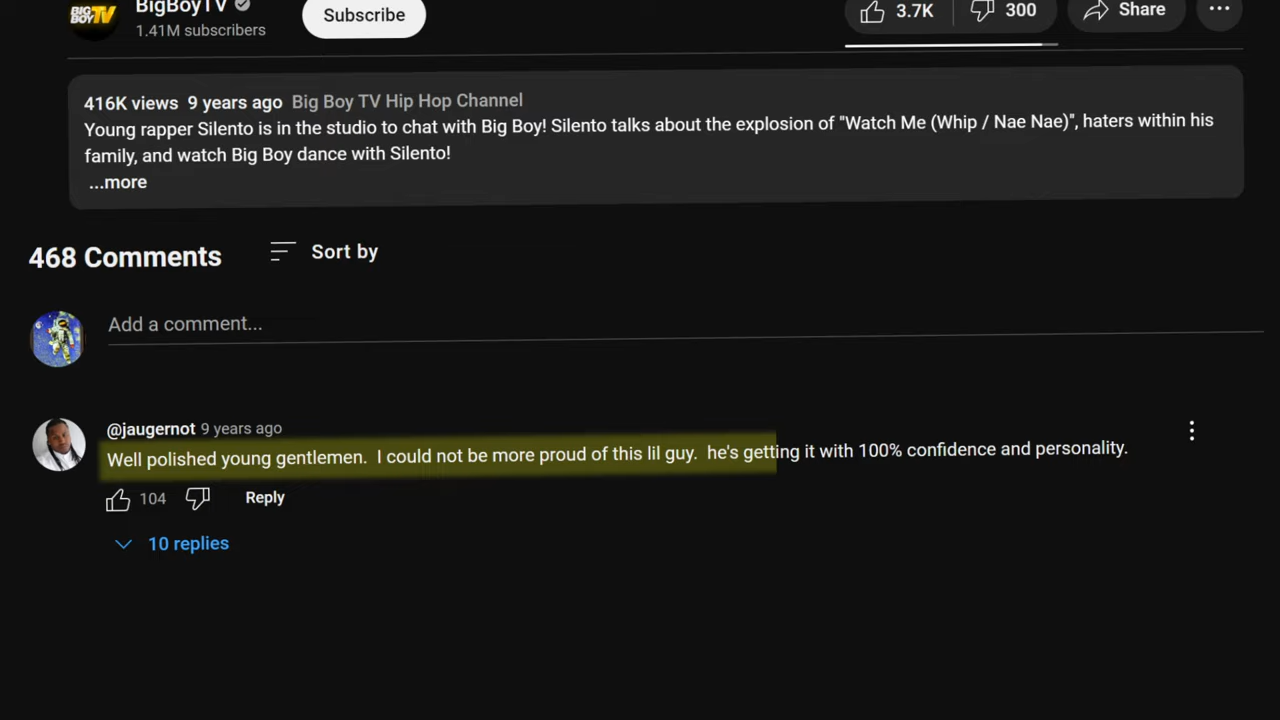 BIG
BOYTV
BigBoyTV
1.41M subscribers
Subscribe
3.7K
300
Share
416K views 9 years ago Big Boy TV Hip Hop Channel
Young rapper Silento is in the studio to chat with Big Boy! Silento talks about the explosion of "Watch Me (Whip / Nae Nae)", haters within his
family, and watch Big Boy dance with Silento!
...more
468 Comments
Sort by
Add a comment...
@jaugernot 9 years ago
Well polished young gentlemen. I could not be more proud of this lil guy. he's getting it with 100% confidence and personality.
104
Reply
10 replies